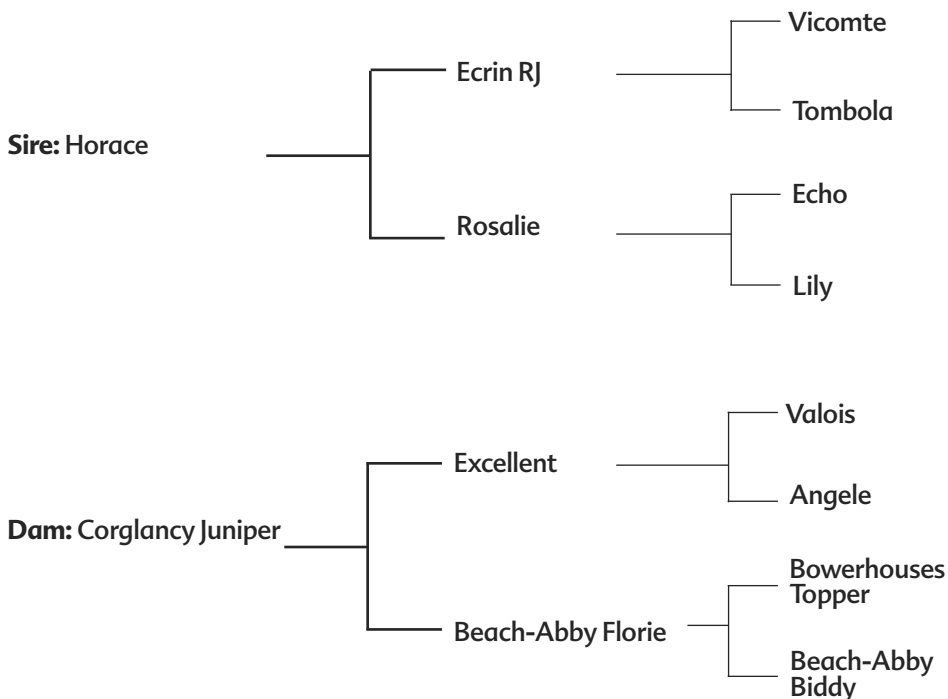 Vicomte
Ecrin RJ
Tombola
Sire: Horace
Echo
Rosalie
Lily
Valois
Excellent
Angele
Dam: Corglancy Juniper
Bowerhouses
Topper
Beach-Abby Florie
Beach-Abby
Biddy